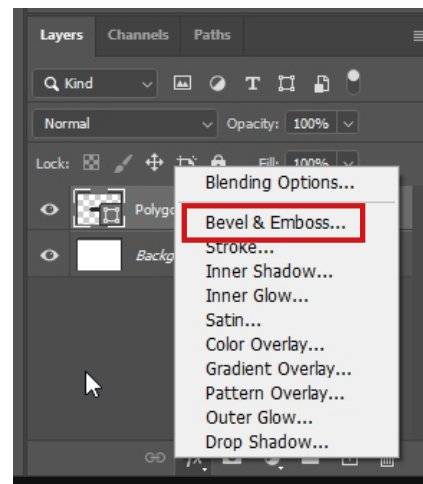 Layers Channels Paths
Kind T
Normal Opacity: 100%
Lock: Fill: 100%
Blending Options...
Polygo
Bevel & Emboss...
Backg
Stroke...
Inner Shadow...
Inner Glow...
Satin...
Color Overlay...
Gradient Overlay...
Pattern Overlay...
Outer Glow...
Drop Shadow...
fx